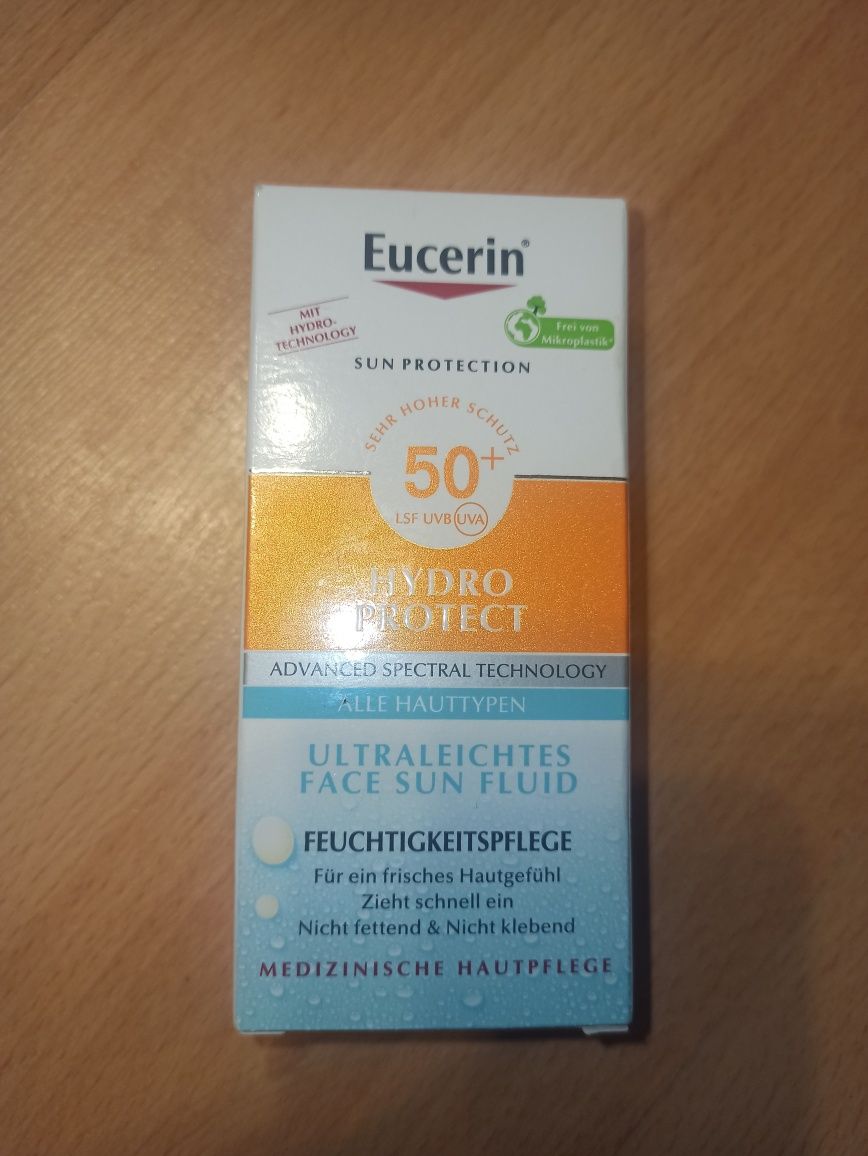 Eucerin®
MIT
HYDRO-
TECHNOLOGY
Frei von
Mikroplastik*
SUN PROTECTION
SEHR HOHER SCHUTZ
50+
LSF UVB UVA
HYDRO
PROTECT
ADVANCED SPECTRAL TECHNOLOGY
ALLE HAUTTYPEN
ULTRALEICHTES
FACE SUN FLUID
FEUCHTIGKEITSPFLEGE
Für ein frisches Hautgefühl
Zieht schnell ein
Nicht fettend & Nicht klebend
MEDIZINISCHE HAUTPFLEGE